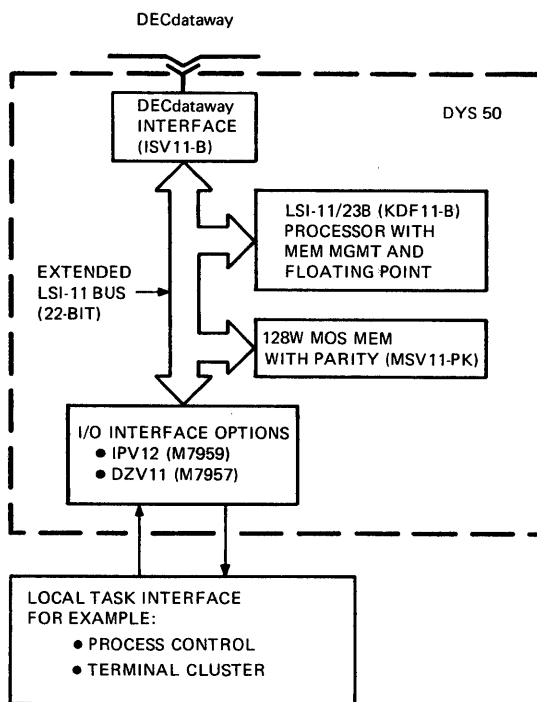 DECdataway
DECdataway
INTERFACE
(ISV11-B)
DYS 50
LSI-11/23B (KDF11-B)
PROCESSOR WITH
MEM MGMT AND
FLOATING POINT
EXTENDED
LSI-11 BUS
(22-BIT)
128W MOS MEM
WITH PARITY (MSV11-PK)
I/O INTERFACE OPTIONS
● IPV12 (M7959)
● DZV11 (M7957)
LOCAL TASK INTERFACE
FOR EXAMPLE:
● PROCESS CONTROL
● TERMINAL CLUSTER